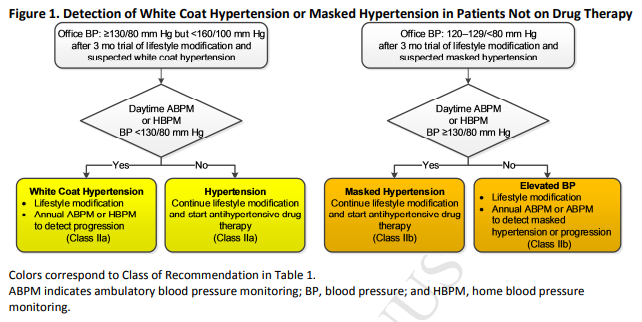 Figure 1. Detection of White Coat Hypertension or Masked Hypertension in Patients Not on Drug Therapy
Office BP: ≥130/80 mm Hg but <160/100 mm Hg
after 3 mo trial of lifestyle modification and
suspected white coat hypertension
Daytime ABPM
or HBPM
BP <130/80 mm Hg
Yes
No
White Coat Hypertension
• Lifestyle modification
• Annual ABPM or HBPM
to detect progression
(Class IIa)
Hypertension
Continue lifestyle modification
and start antihypertensive drug
therapy
(Class IIa)
Office BP: 120–129/<80 mm Hg
after 3 mo trial of lifestyle modification and
suspected masked hypertension
Daytime ABPM
or HBPM
BP ≥130/80 mm Hg
Yes
No
Masked Hypertension
Continue lifestyle modification
and start antihypertensive drug
therapy
(Class IIb)
Elevated BP
• Lifestyle modification
• Annual ABPM or ABPM
to detect masked
hypertension or progression
(Class IIb)
Colors correspond to Class of Recommendation in Table 1.
ABPM indicates ambulatory blood pressure monitoring; BP, blood pressure; and HBPM, home blood pressure
monitoring.